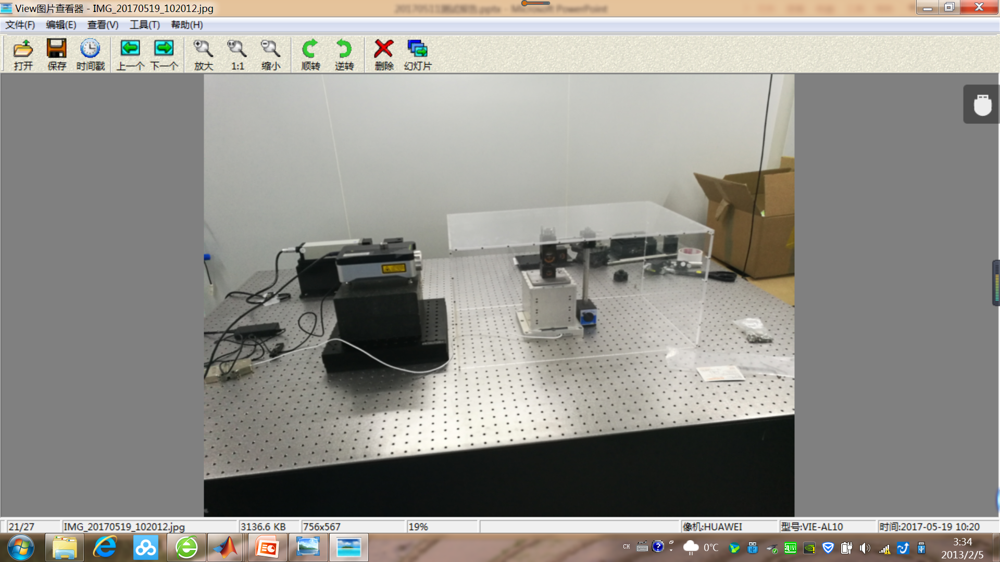 View图片查看器 - IMG_20170519_102012.jpg
文件(F) 编辑(E) 查看(V) 工具(T) 帮助(H)
打开 保存 时间戳 上一个 下一个 放大 1:1 缩小 顺转 逆转 删除 幻灯片
21/27 IMG_20170519_102012.jpg 3136.6 KB 756x567 19% 像机:HUAWEI 型号:VIE-AL10 时间:2017-05-19 10:20
CH 0°C 3:34
2013/2/5